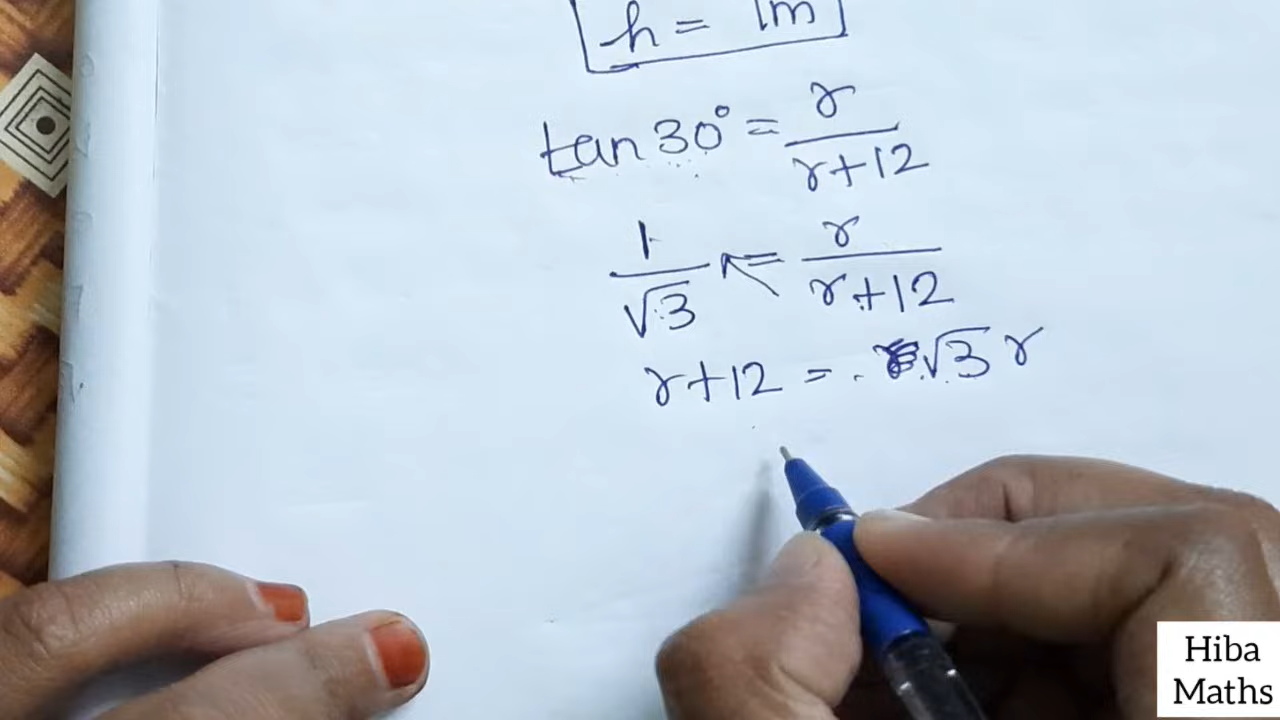 h = 1m
tan 30° = r/r+12
1/√3 = r/r+12
r+12 = √3 r
Hiba
Maths